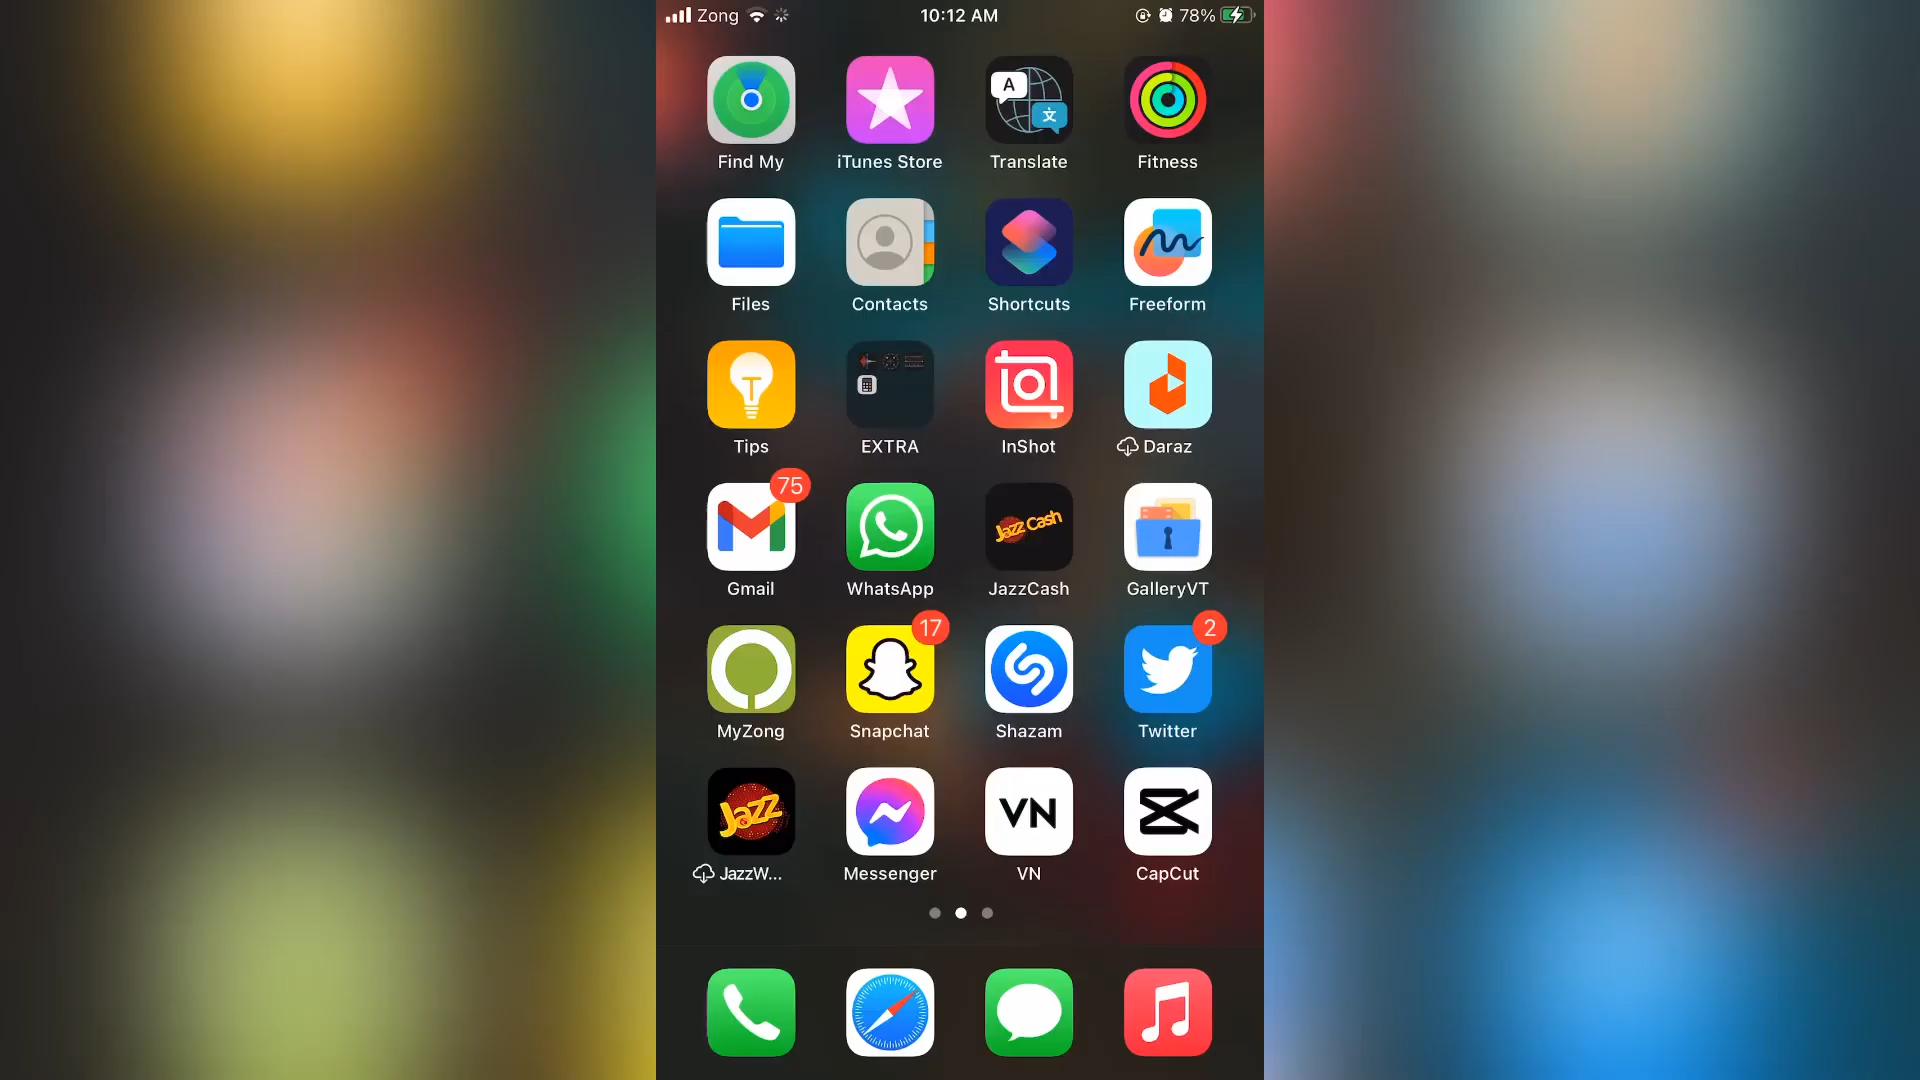 Zong 10:12 AM 78%
A 文
Find My iTunes Store Translate Fitness
Files Contacts Shortcuts Freeform
T
Tips EXTRA InShot Daraz
75
Jazz Cash
Gmail WhatsApp JazzCash GalleryVT
17 2
MyZong Snapchat Shazam Twitter
Jazz VN
JazzW... Messenger VN CapCut